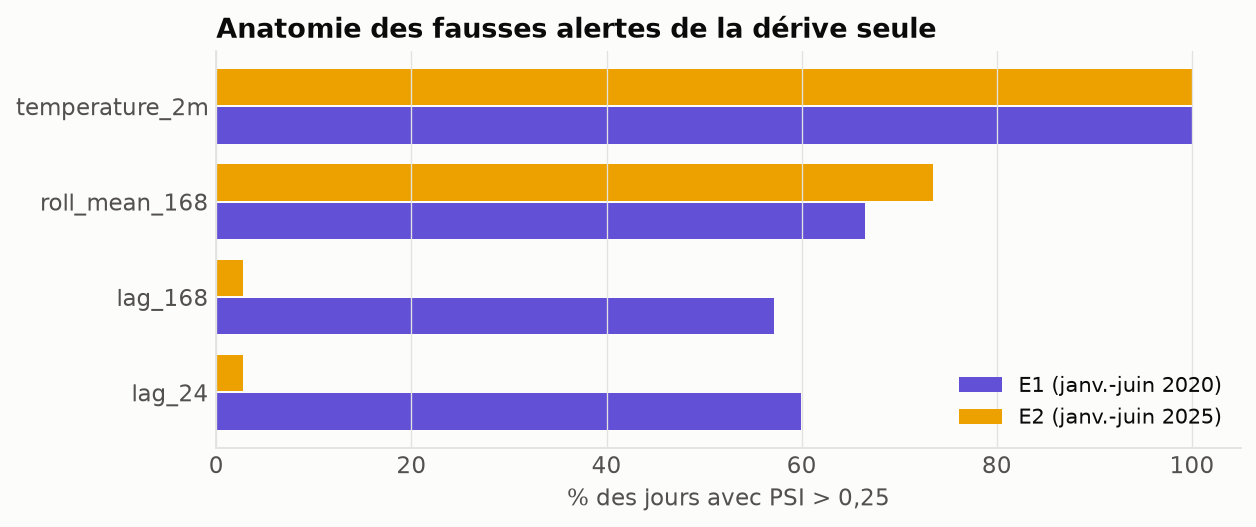 Anatomie des fausses alertes de la dérive seule
temperature_2m
roll_mean_168
lag_168
lag_24
E1 (janv.-juin 2020)
E2 (janv.-juin 2025)
0 20 40 60 80 100
% des jours avec PSI > 0,25